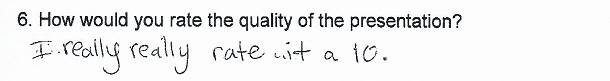 6. How would you rate the quality of the presentation?
I really really rate it a 10.